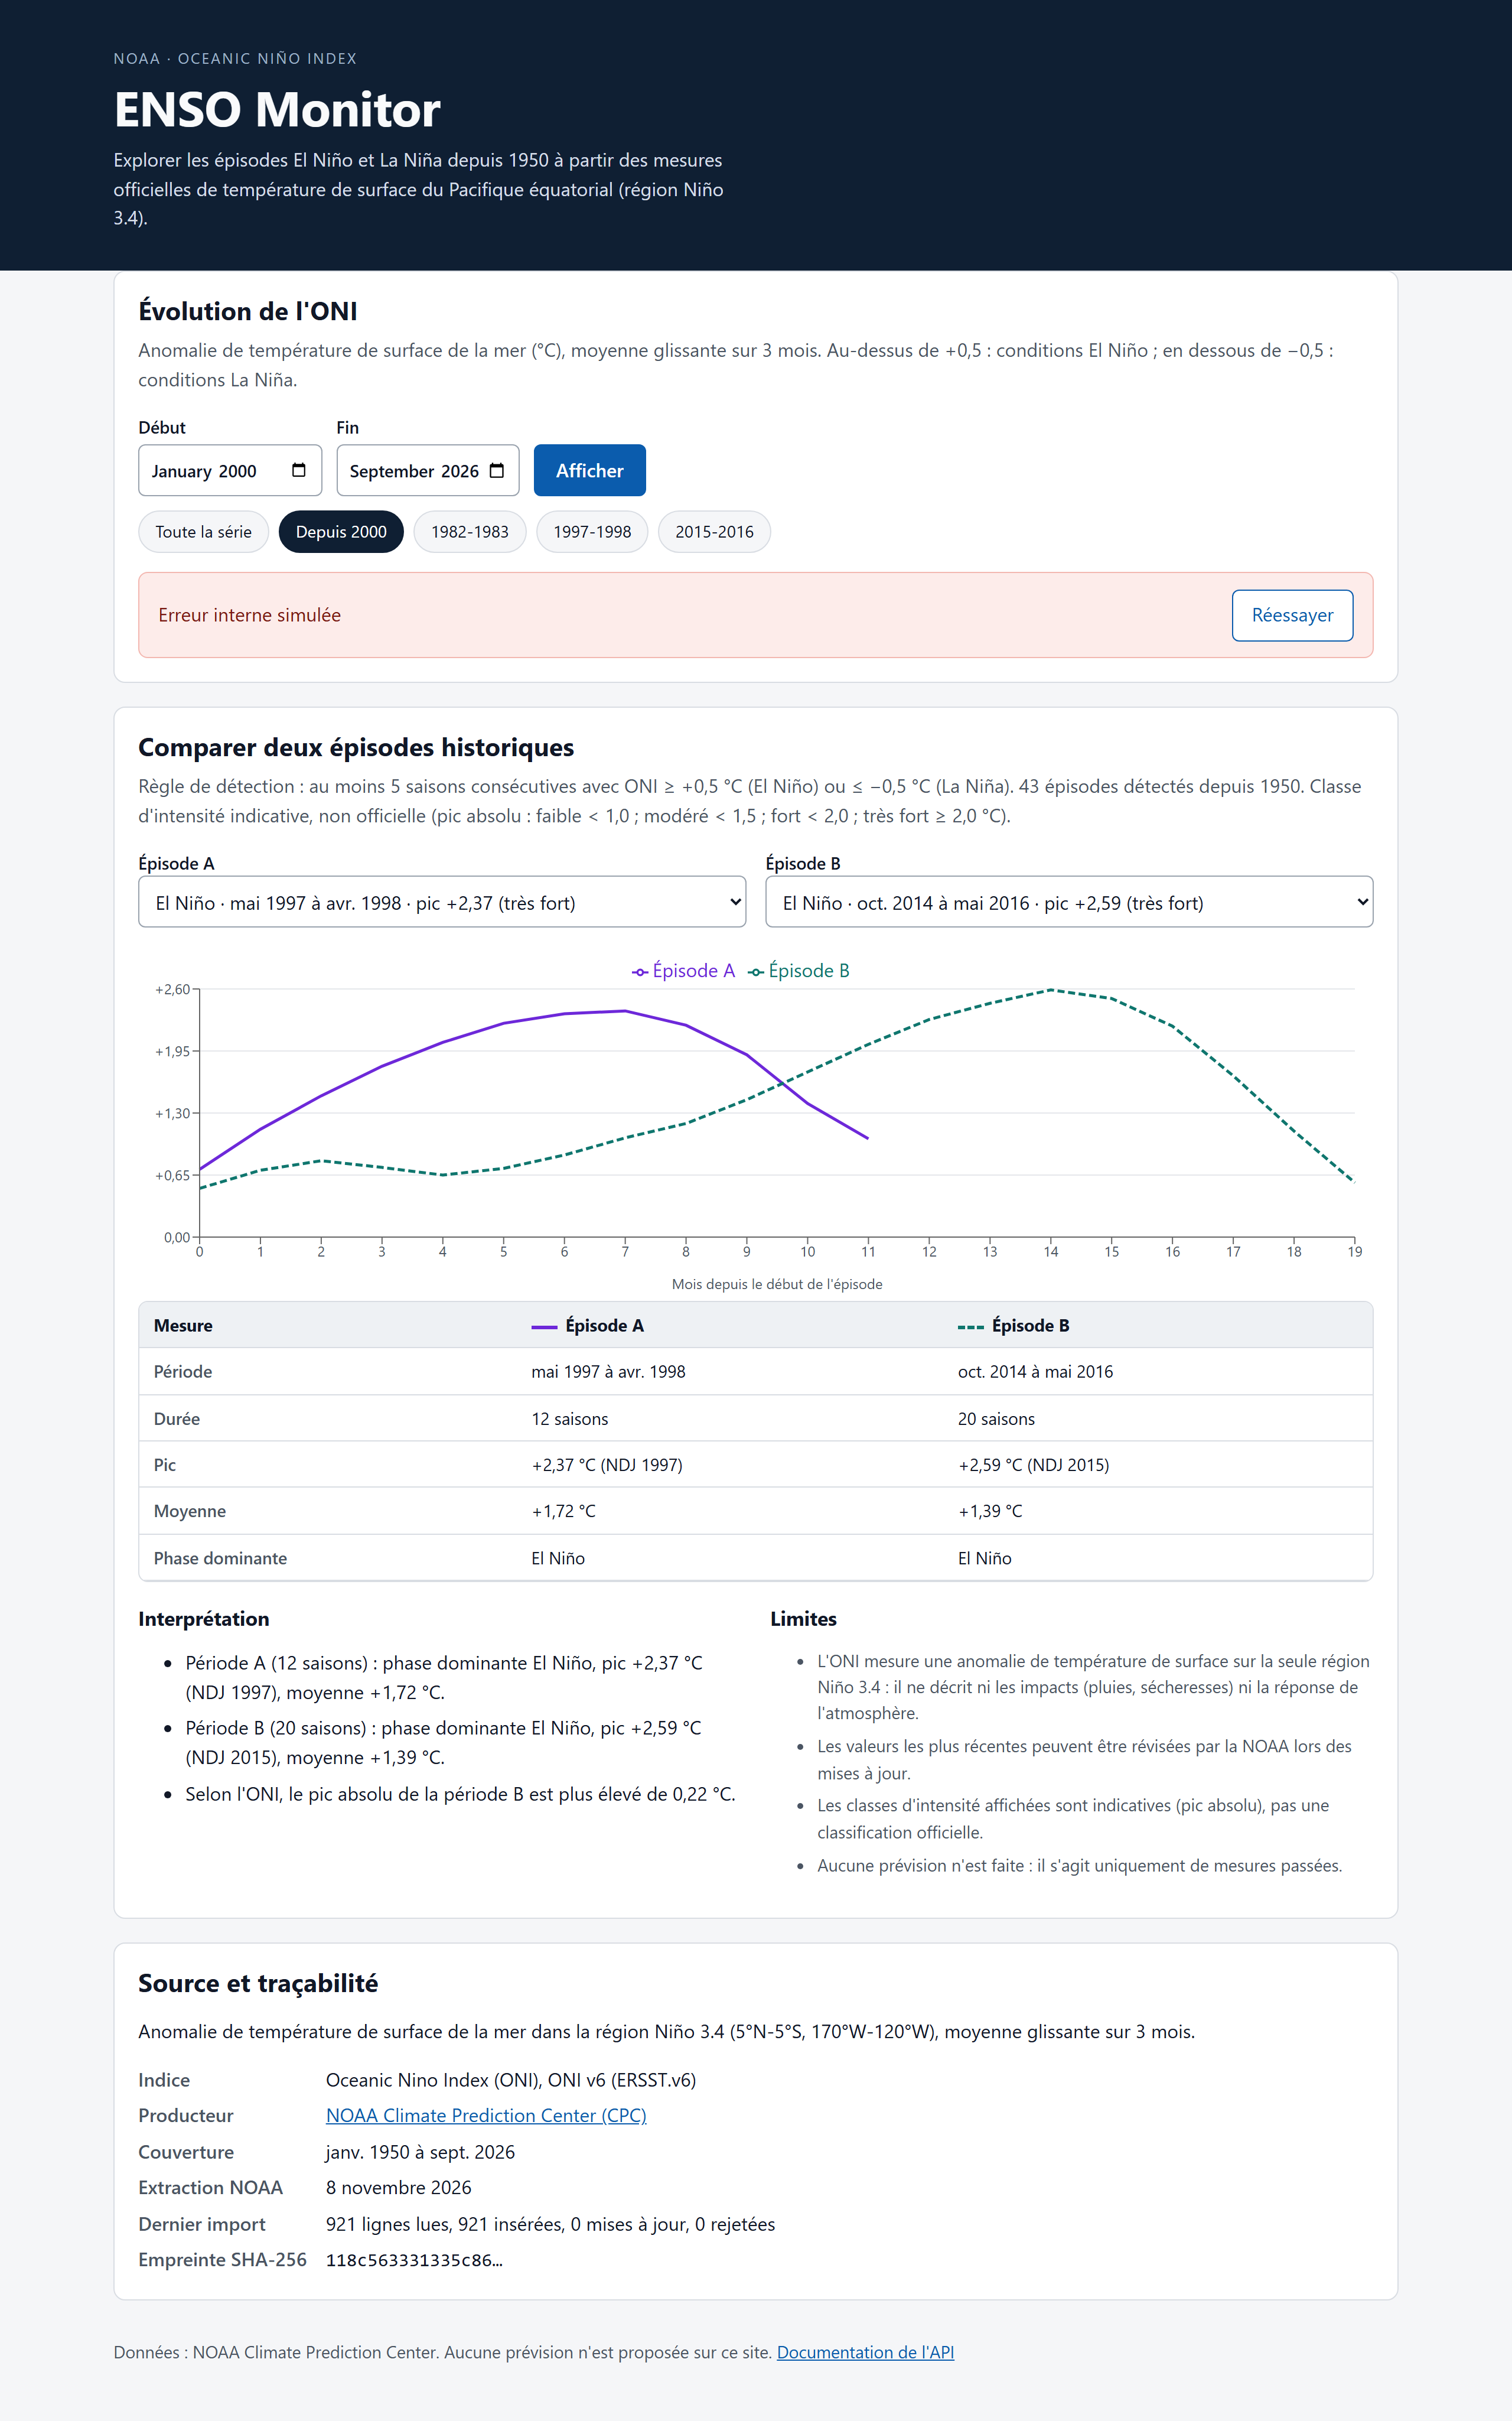 NOAA · OCEANIC NIÑO INDEX
ENSO Monitor
Explorer les épisodes El Niño et La Niña depuis 1950 à partir des mesures
officielles de température de surface du Pacifique équatorial (région Niño
3.4).
Évolution de l'ONI
Anomalie de température de surface de la mer (°C), moyenne glissante sur 3 mois. Au-dessus de +0,5 : conditions El Niño ; en dessous de −0,5 :
conditions La Niña.
Début Fin
January 2000 September 2026 Afficher
Toute la série Depuis 2000 1982-1983 1997-1998 2015-2016
Erreur interne simulée Réessayer
Comparer deux épisodes historiques
Règle de détection : au moins 5 saisons consécutives avec ONI ≥ +0,5 °C (El Niño) ou ≤ −0,5 °C (La Niña). 43 épisodes détectés depuis 1950. Classe
d'intensité indicative, non officielle (pic absolu : faible < 1,0 ; modéré < 1,5 ; fort < 2,0 ; très fort ≥ 2,0 °C).
Épisode A Épisode B
El Niño · mai 1997 à avr. 1998 · pic +2,37 (très fort) El Niño · oct. 2014 à mai 2016 · pic +2,59 (très fort)
Épisode A Épisode B
+2,60
+1,95
+1,30
+0,65
0,00
0 1 2 3 4 5 6 7 8 9 10 11 12 13 14 15 16 17 18 19
Mois depuis le début de l'épisode
Mesure Épisode A Épisode B
Période mai 1997 à avr. 1998 oct. 2014 à mai 2016
Durée 12 saisons 20 saisons
Pic +2,37 °C (NDJ 1997) +2,59 °C (NDJ 2015)
Moyenne +1,72 °C +1,39 °C
Phase dominante El Niño El Niño
Interprétation
Période A (12 saisons) : phase dominante El Niño, pic +2,37 °C
(NDJ 1997), moyenne +1,72 °C.
Période B (20 saisons) : phase dominante El Niño, pic +2,59 °C
(NDJ 2015), moyenne +1,39 °C.
Selon l'ONI, le pic absolu de la période B est plus élevé de 0,22 °C.
Limites
L'ONI mesure une anomalie de température de surface sur la seule région
Niño 3.4 : il ne décrit ni les impacts (pluies, sécheresses) ni la réponse de
l'atmosphère.
Les valeurs les plus récentes peuvent être révisées par la NOAA lors des
mises à jour.
Les classes d'intensité affichées sont indicatives (pic absolu), pas une
classification officielle.
Aucune prévision n'est faite : il s'agit uniquement de mesures passées.
Source et traçabilité
Anomalie de température de surface de la mer dans la région Niño 3.4 (5°N-5°S, 170°W-120°W), moyenne glissante sur 3 mois.
Indice Oceanic Nino Index (ONI), ONI v6 (ERSST.v6)
Producteur NOAA Climate Prediction Center (CPC)
Couverture janv. 1950 à sept. 2026
Extraction NOAA 8 novembre 2026
Dernier import 921 lignes lues, 921 insérées, 0 mises à jour, 0 rejetées
Empreinte SHA-256 118c563331335c86…
Données : NOAA Climate Prediction Center. Aucune prévision n'est proposée sur ce site. Documentation de l'API